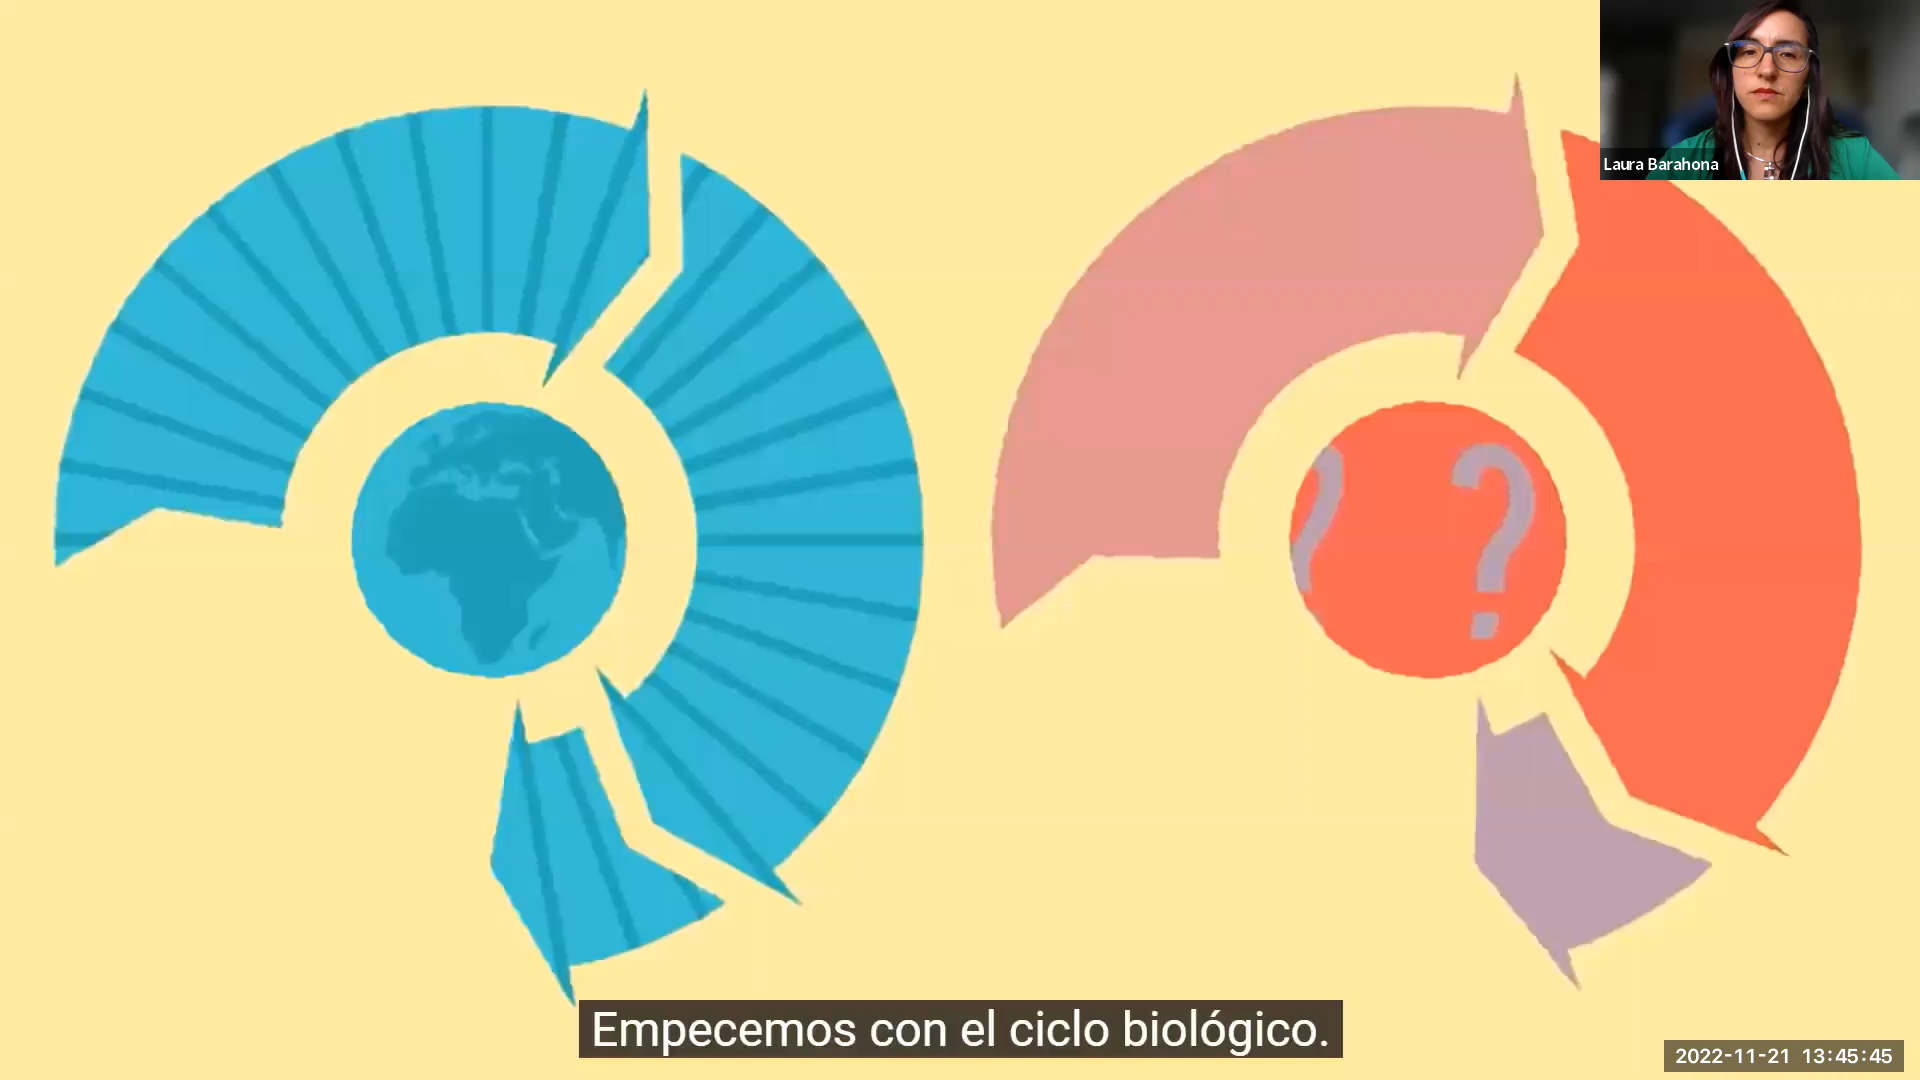 Laura Barahona
? ?
Empecemos con el ciclo biológico.
2022-11-21 13:45:45